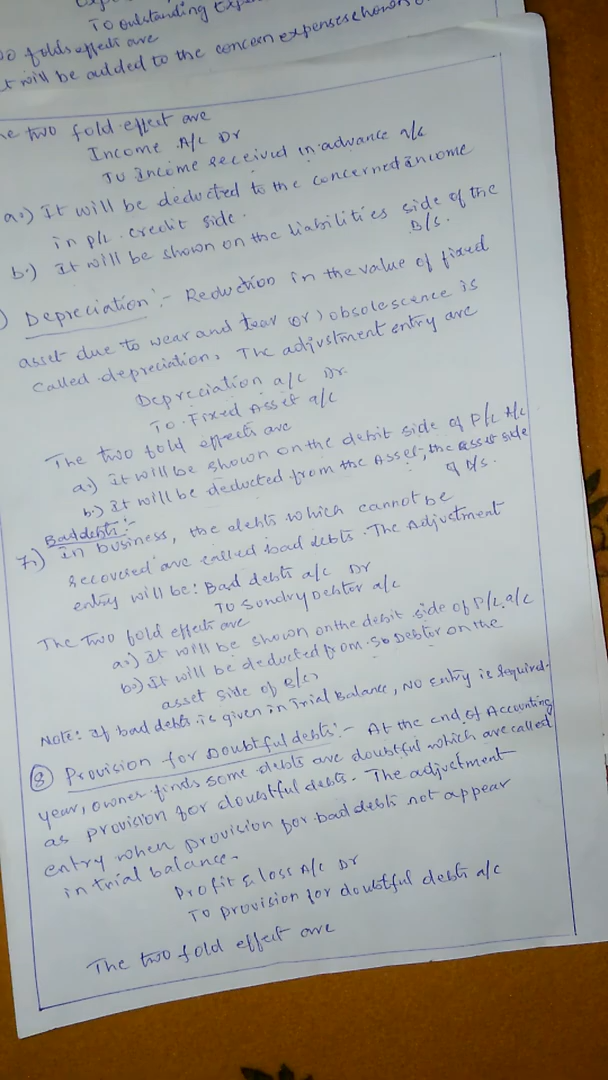 To outstanding Expe
folds effects are
t will be added to the concern expenses shown
he two fold effect are
Income A/c Dr
To Income received in advance a/c
a.) It will be deducted to the concerned income
in P/L credit side.
b.) It will be shown on the liabilities side of the
B/s.
) Depreciation :- Reduction in the value of fixed
asset due to wear and tear (or) obsolescence is
called depreciation. The adjustment entry are
Depreciation a/c Dr.
To Fixed Asset a/c
The two fold effects are
a.) it will be shown on the debit side of P/L A/c
b.) It will be deducted from the Asset, the asset side
of B/s.
Bad debts :-
7.) In business, the debts which cannot be
recovered are called bad debts. The Adjustment
entry will be: Bad debts a/c Dr
To Sundry Debtor a/c
The Two fold effects are
a.) It will be shown on the debit side of P/L a/c
b.) It will be deducted from Debtor on the
asset side of
Note: If bad debts is given in Trial Balance, No entry is required.
8 Provision for Doubtful debts :- At the end of Accounting
year, owner finds some debts are doubtful which are called
as provision for doubtful debts. The adjustment
entry when provision for bad debts not appear
in trial balance.
Profit & loss A/c Dr
To provision for doubtful debts a/c
The two fold effect are